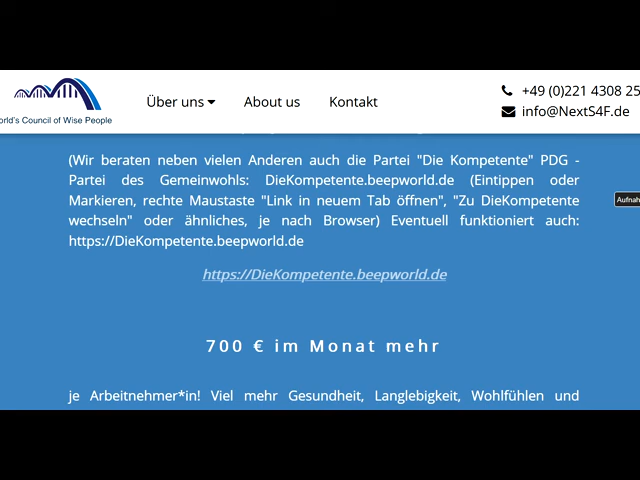 +49 (0)221 4308 25
Über uns
About us
Kontakt
info@NextS4F.de
orld's Council of Wise People
(Wir beraten neben vielen Anderen auch die Partei "Die Kompetente" PDG -
Partei des Gemeinwohls: DieKompetente.beepworld.de (Eintippen oder
Markieren, rechte Maustaste "Link in neuem Tab öffnen", "Zu DieKompetente
wechseln" oder ähnliches, je nach Browser) Eventuell funktioniert auch:
https://DieKompetente.beepworld.de
Aufnah
https://DieKompetente.beepworld.de
700 € im Monat mehr
je Arbeitnehmer*in! Viel mehr Gesundheit, Langlebigkeit, Wohlfühlen und